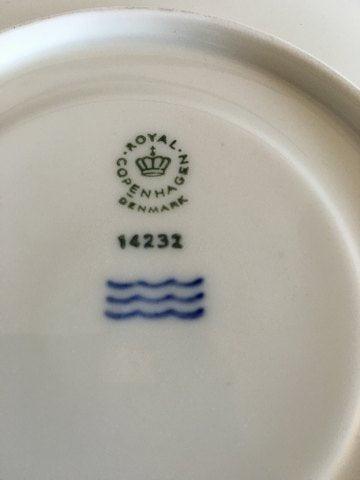 ROYAL
COPENHAGEN
DENMARK
14232